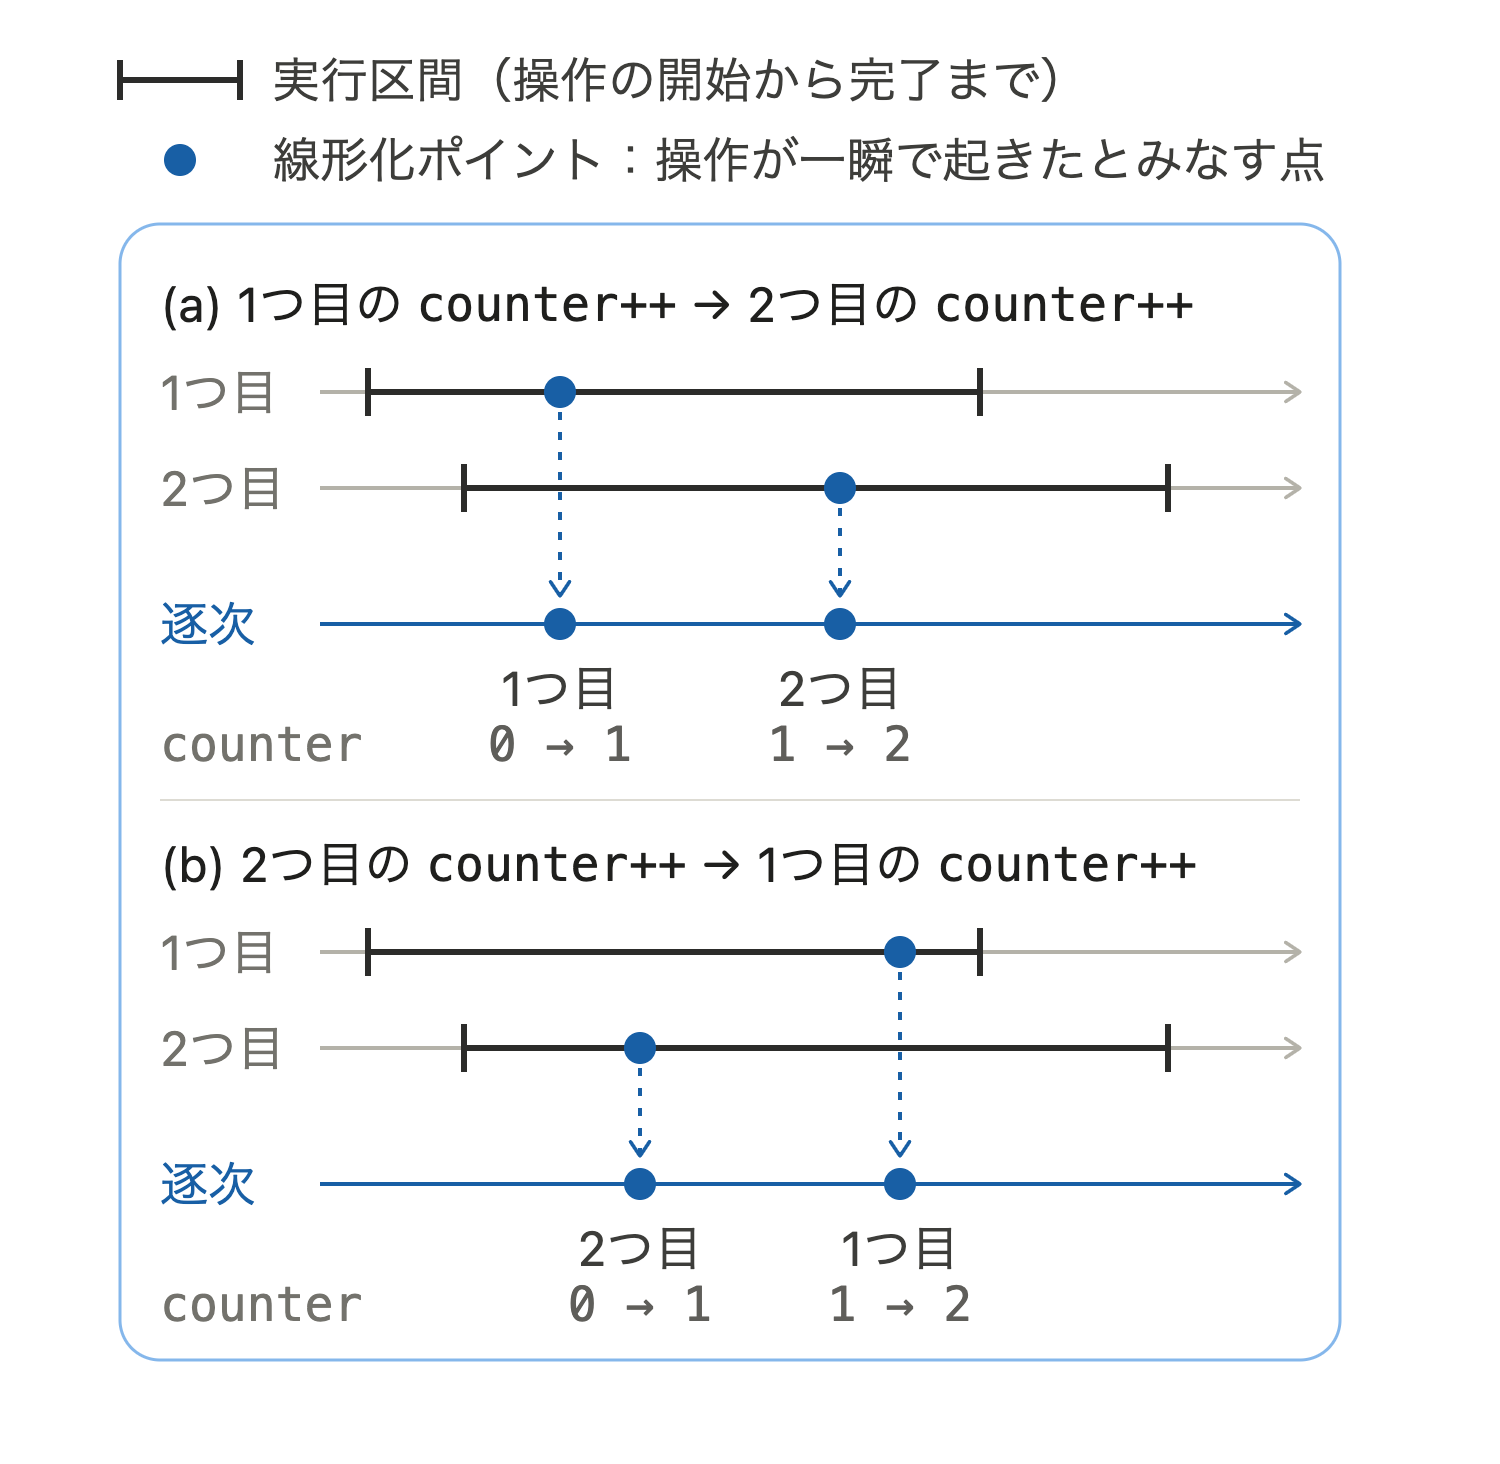 実行区間（操作の開始から完了まで）
線形化ポイント：操作が一瞬で起きたとみなす点
(a) 1つ目の counter++ → 2つ目の counter++
1つ目
2つ目
逐次
1つ目 2つ目
counter 0 → 1 1 → 2
(b) 2つ目の counter++ → 1つ目の counter++
1つ目
2つ目
逐次
2つ目 1つ目
counter 0 → 1 1 → 2